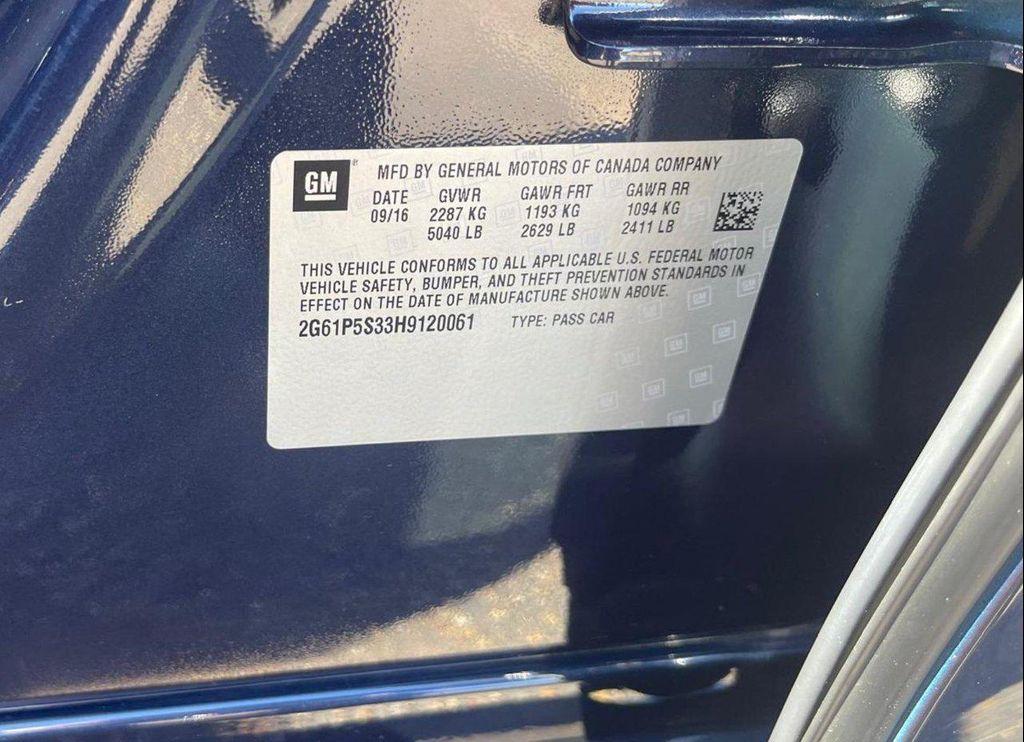 GM
MFD BY GENERAL MOTORS OF CANADA COMPANY
DATE GVWR GAWR FRT GAWR RR
09/16 2287 KG 1193 KG 1094 KG
5040 LB 2629 LB 2411 LB
THIS VEHICLE CONFORMS TO ALL APPLICABLE U.S. FEDERAL MOTOR
VEHICLE SAFETY, BUMPER, AND THEFT PREVENTION STANDARDS IN
EFFECT ON THE DATE OF MANUFACTURE SHOWN ABOVE.
2G61P5S33H9120061 TYPE: PASS CAR